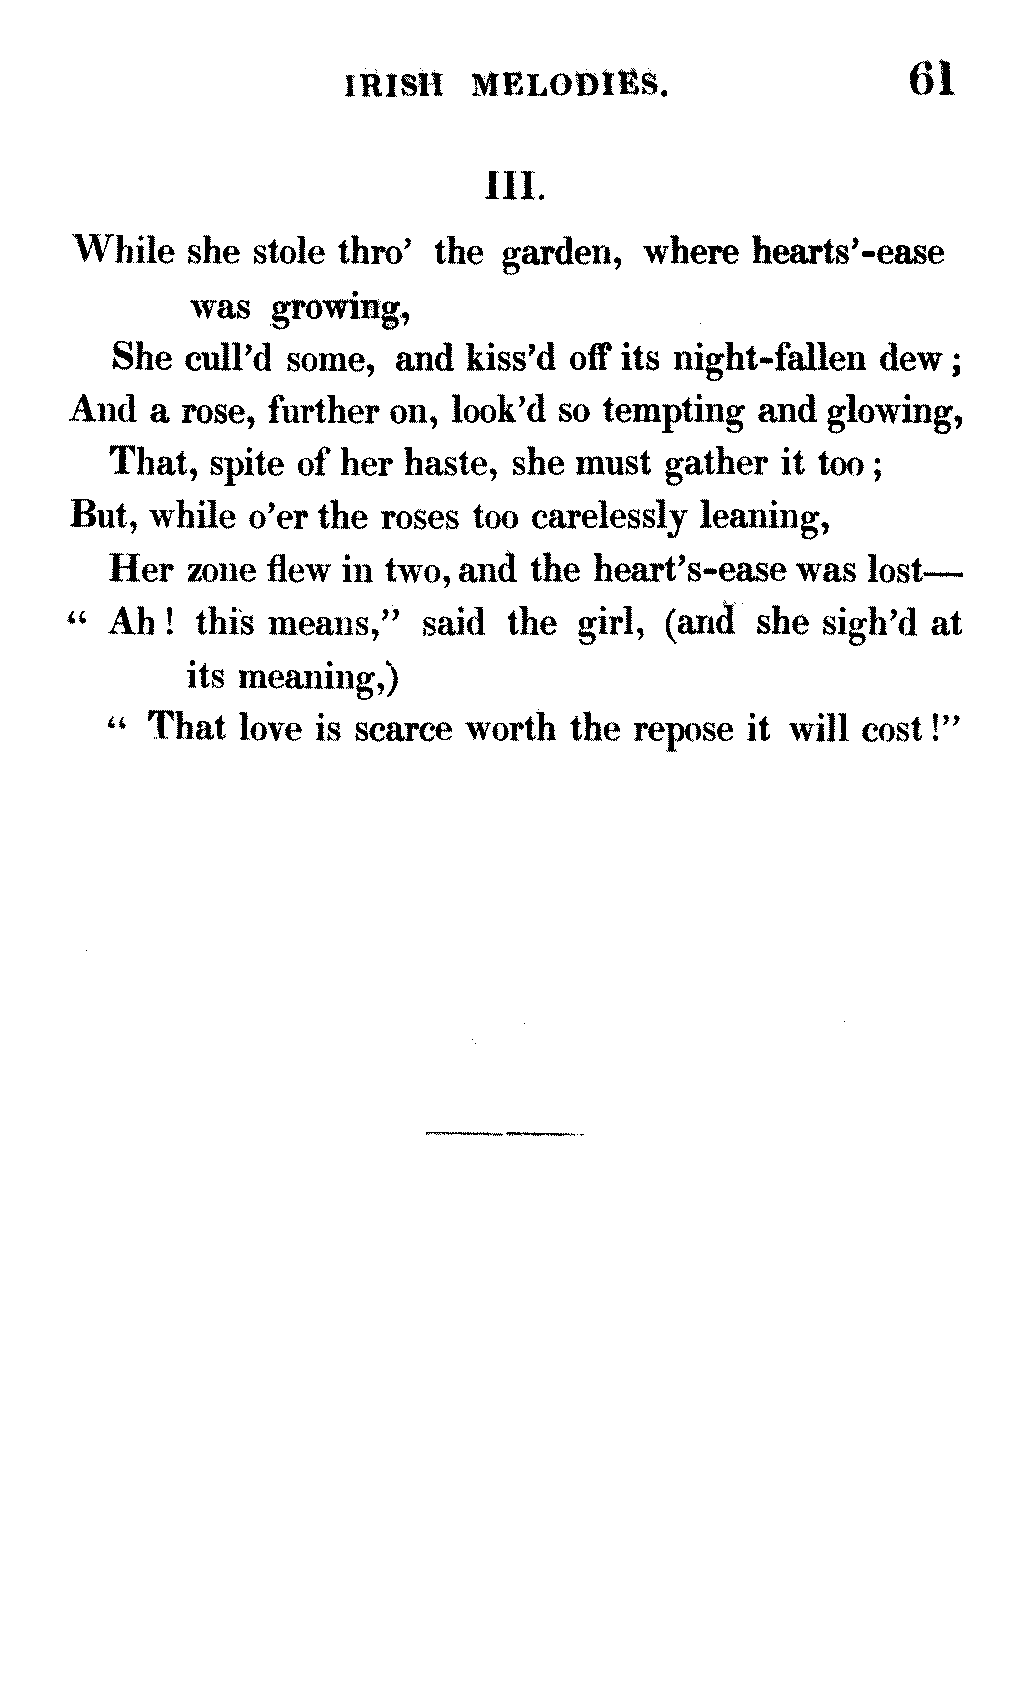 IRISH MELODIES. 61
III.
While she stole thro' the garden, where hearts'-ease
was growing,
She cull'd some, and kiss'd off its night-fallen dew ;
And a rose, further on, look'd so tempting and glowing,
That, spite of her haste, she must gather it too ;
But, while o'er the roses too carelessly leaning,
Her zone flew in two, and the heart's-ease was lost—
“ Ah ! this means,” said the girl, (and she sigh'd at
its meaning,)
“ That love is scarce worth the repose it will cost !”